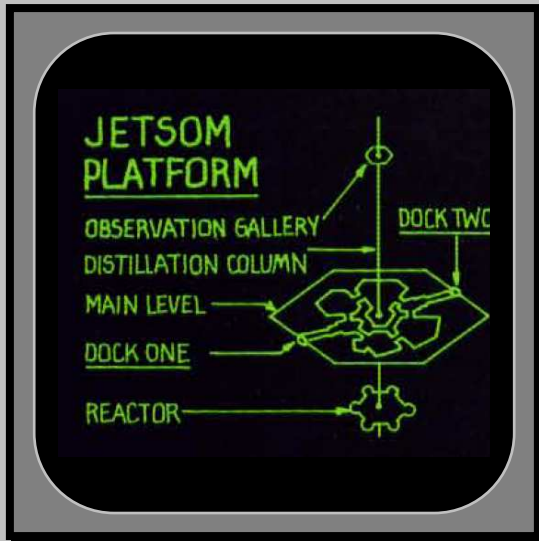 JETSOM
PLATFORM
OBSERVATION GALLERY
DOCK TWO
DISTILLATION COLUMN
MAIN LEVEL
DOCK ONE
REACTOR